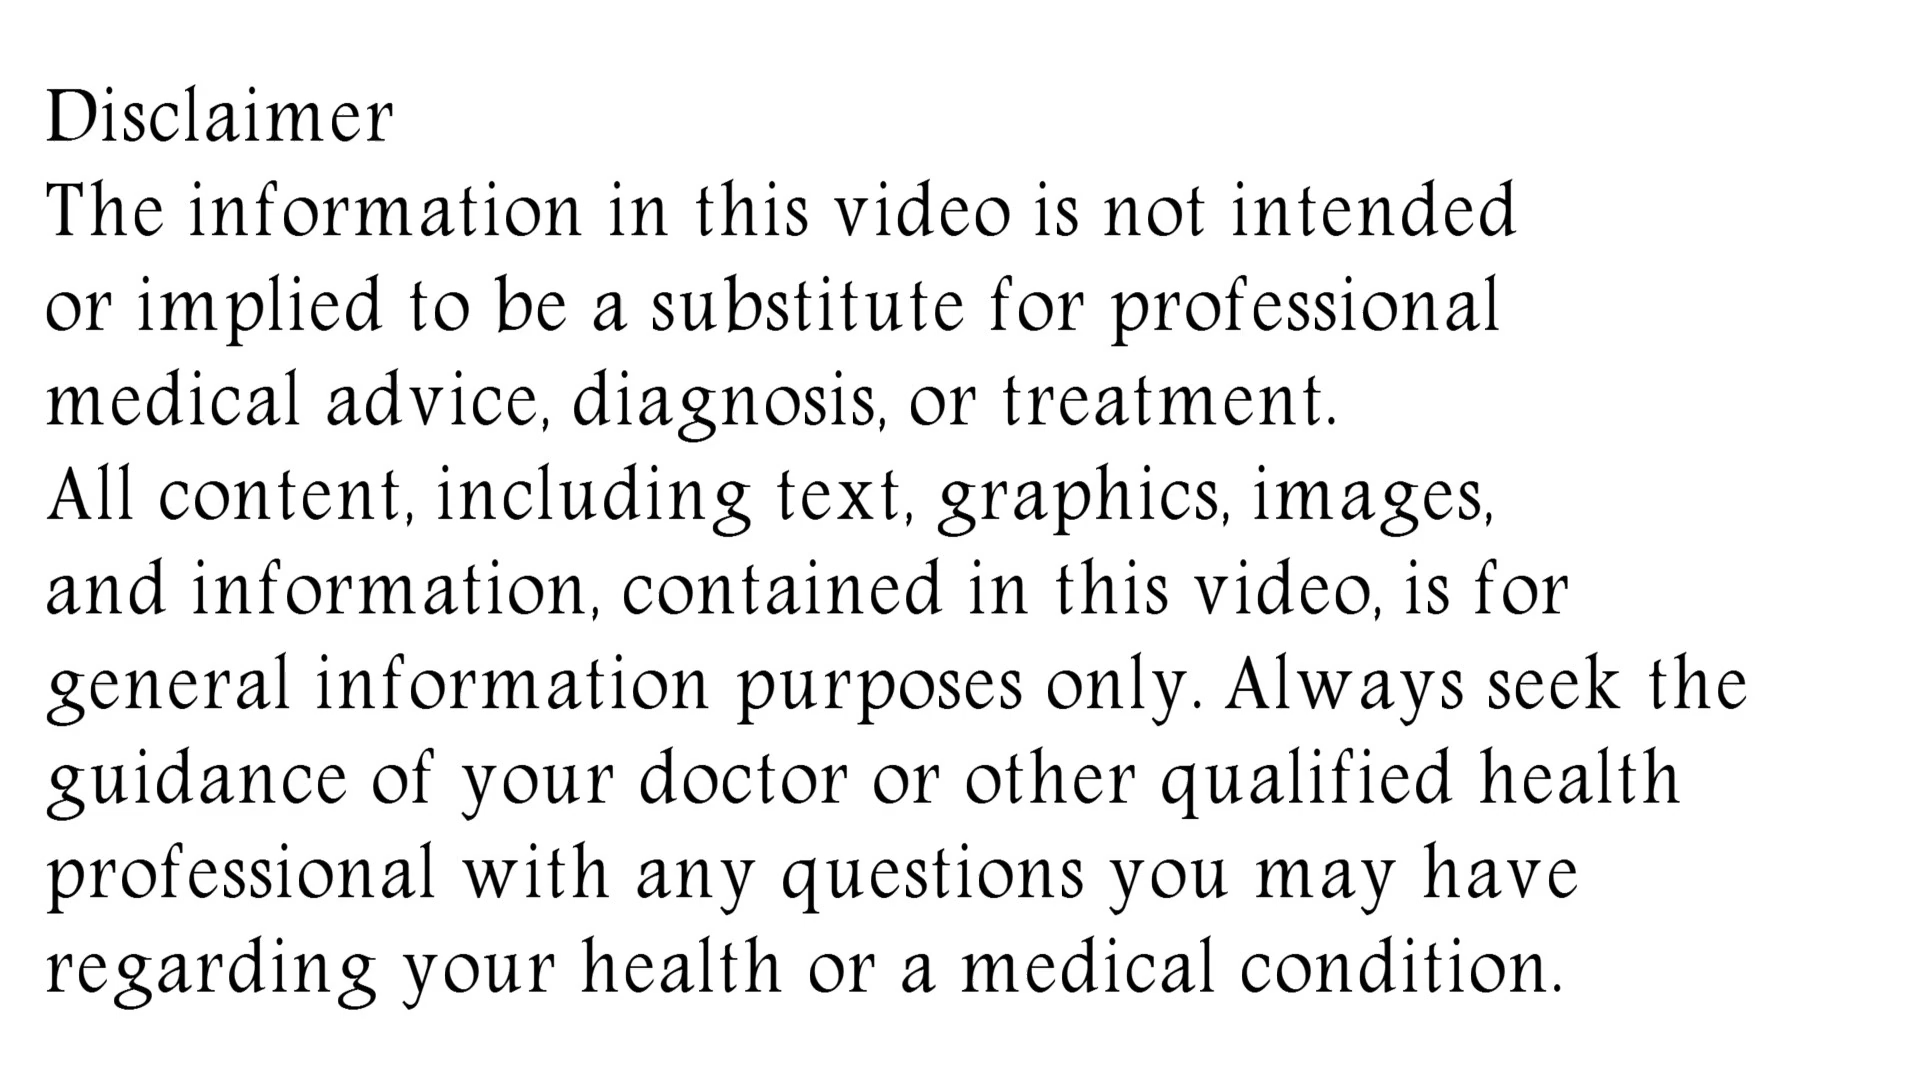 Disclaimer
The information in this video is not intended
or implied to be a substitute for professional
medical advice, diagnosis, or treatment.
All content, including text, graphics, images,
and information, contained in this video, is for
general information purposes only. Always seek the
guidance of your doctor or other qualified health
professional with any questions you may have
regarding your health or a medical condition.